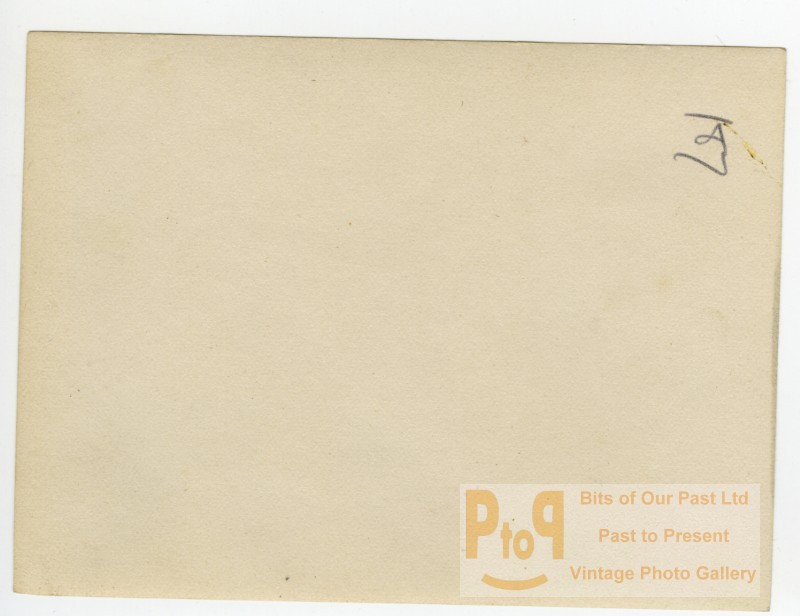 PtoP
Bits of Our Past Ltd
Past to Present
Vintage Photo Gallery